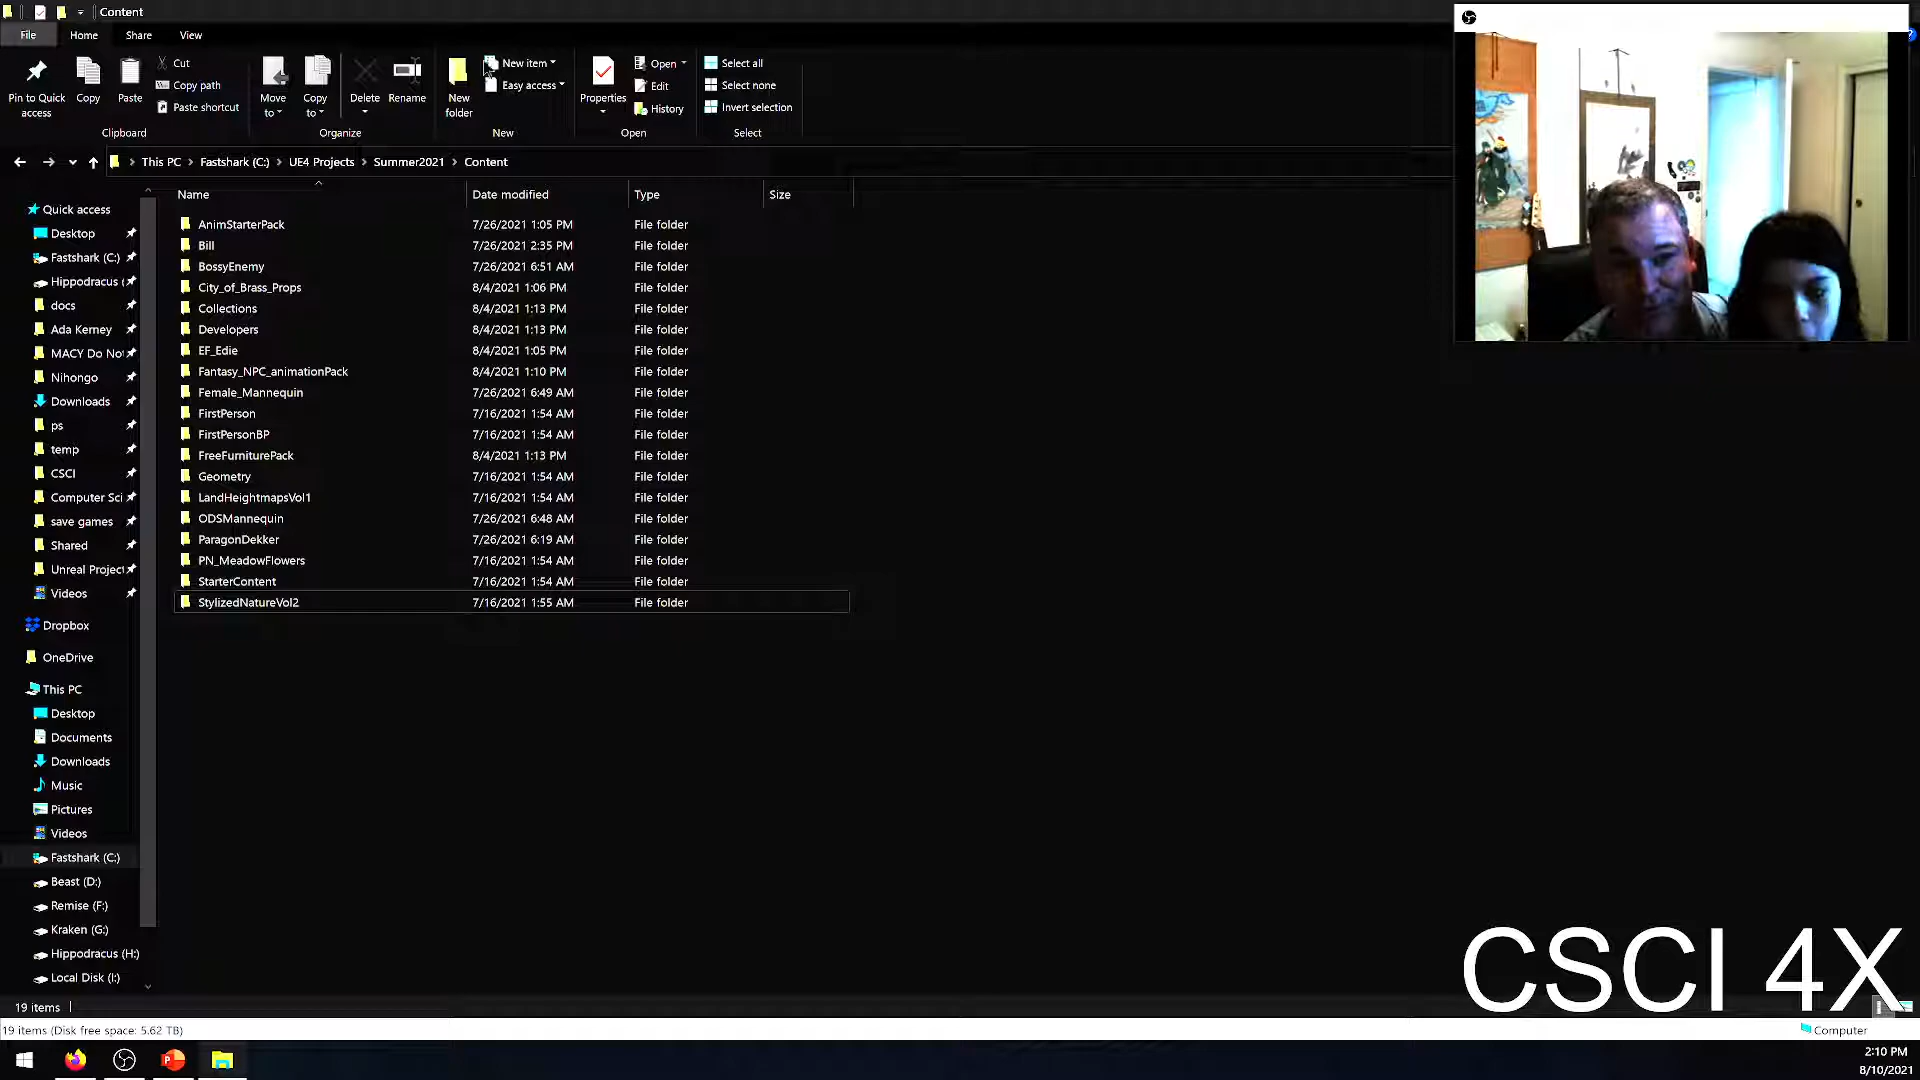 Content
File Home Share View
Pin to Quick access
Copy
Paste
Cut
Copy path
Paste shortcut
Clipboard
Move to
Copy to
Delete
Rename
Organize
New folder
New item
Easy access
New
Properties
Open
Edit
History
Open
Select all
Select none
Invert selection
Select
This PC > Fastshark (C:) > UE4 Projects > Summer2021 > Content
Name Date modified Type Size
AnimStarterPack 7/26/2021 1:05 PM File folder
Bill 7/26/2021 2:35 PM File folder
BossyEnemy 7/26/2021 6:51 AM File folder
City_of_Brass_Props 8/4/2021 1:06 PM File folder
Collections 8/4/2021 1:13 PM File folder
Developers 8/4/2021 1:13 PM File folder
EF_Edie 8/4/2021 1:05 PM File folder
Fantasy_NPC_animationPack 8/4/2021 1:10 PM File folder
Female_Mannequin 7/26/2021 6:49 AM File folder
FirstPerson 7/16/2021 1:54 AM File folder
FirstPersonBP 7/16/2021 1:54 AM File folder
FreeFurniturePack 8/4/2021 1:13 PM File folder
Geometry 7/16/2021 1:54 AM File folder
LandHeightmapsVol1 7/16/2021 1:54 AM File folder
ODSMannequin 7/26/2021 6:48 AM File folder
ParagonDekker 7/26/2021 6:19 AM File folder
PN_MeadowFlowers 7/16/2021 1:54 AM File folder
StarterContent 7/16/2021 1:54 AM File folder
StylizedNatureVol2 7/16/2021 1:55 AM File folder
Quick access
Desktop
Fastshark (C:)
Hippodracus (
docs
Ada Kerney
MACY Do No
Nihongo
Downloads
ps
temp
CSCI
Computer Sci
save games
Shared
Unreal Project
Videos
Dropbox
OneDrive
This PC
Desktop
Documents
Downloads
Music
Pictures
Videos
Fastshark (C:)
Beast (D:)
Remise (F:)
Kraken (G:)
Hippodracus (H:)
Local Disk (I:)
CSCI 4X
19 items
19 items (Disk free space: 5.62 TB)
Computer
2:10 PM
8/10/2021